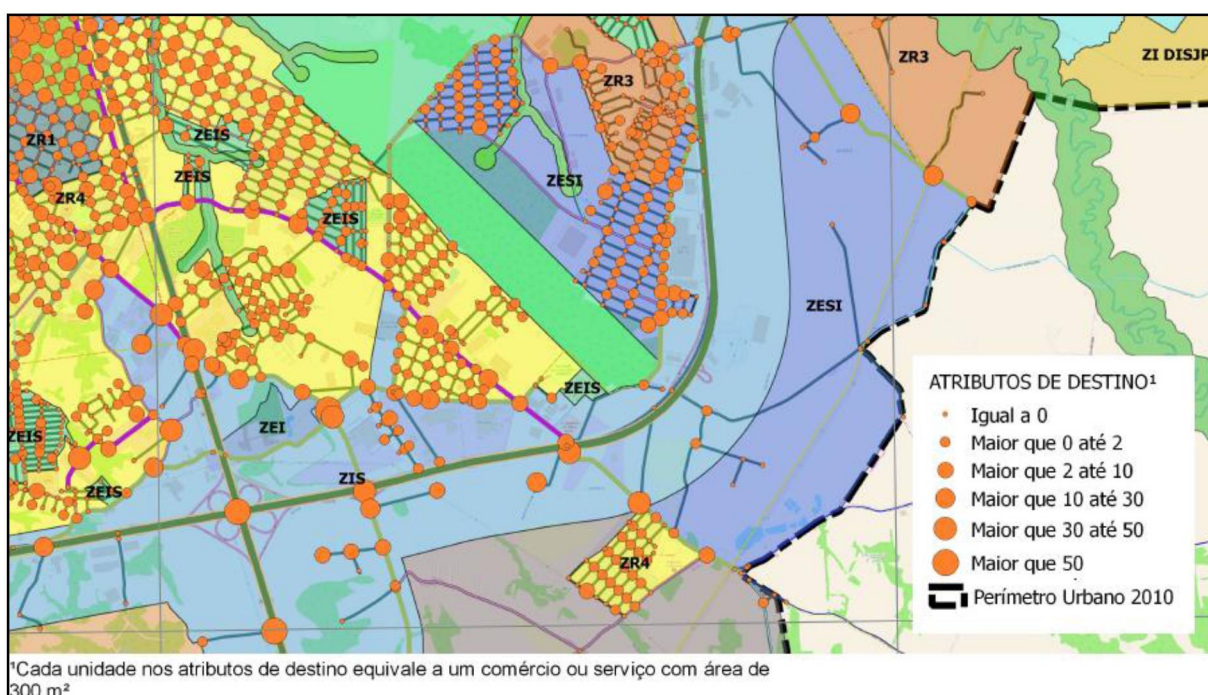 ZR3
ZR3
ZI DISJP
ZEIS
ZR1
ZEIS
ZESI
ZR4
ZEIS
ZESI
ZEIS
ZEI
ZEIS
ZIS
ZEIS
ZR4
ATRIBUTOS DE DESTINO¹
Igual a 0
Maior que 0 até 2
Maior que 2 até 10
Maior que 10 até 30
Maior que 30 até 50
Maior que 50
Perímetro Urbano 2010
¹Cada unidade nos atributos de destino equivale a um comércio ou serviço com área de
300 m²